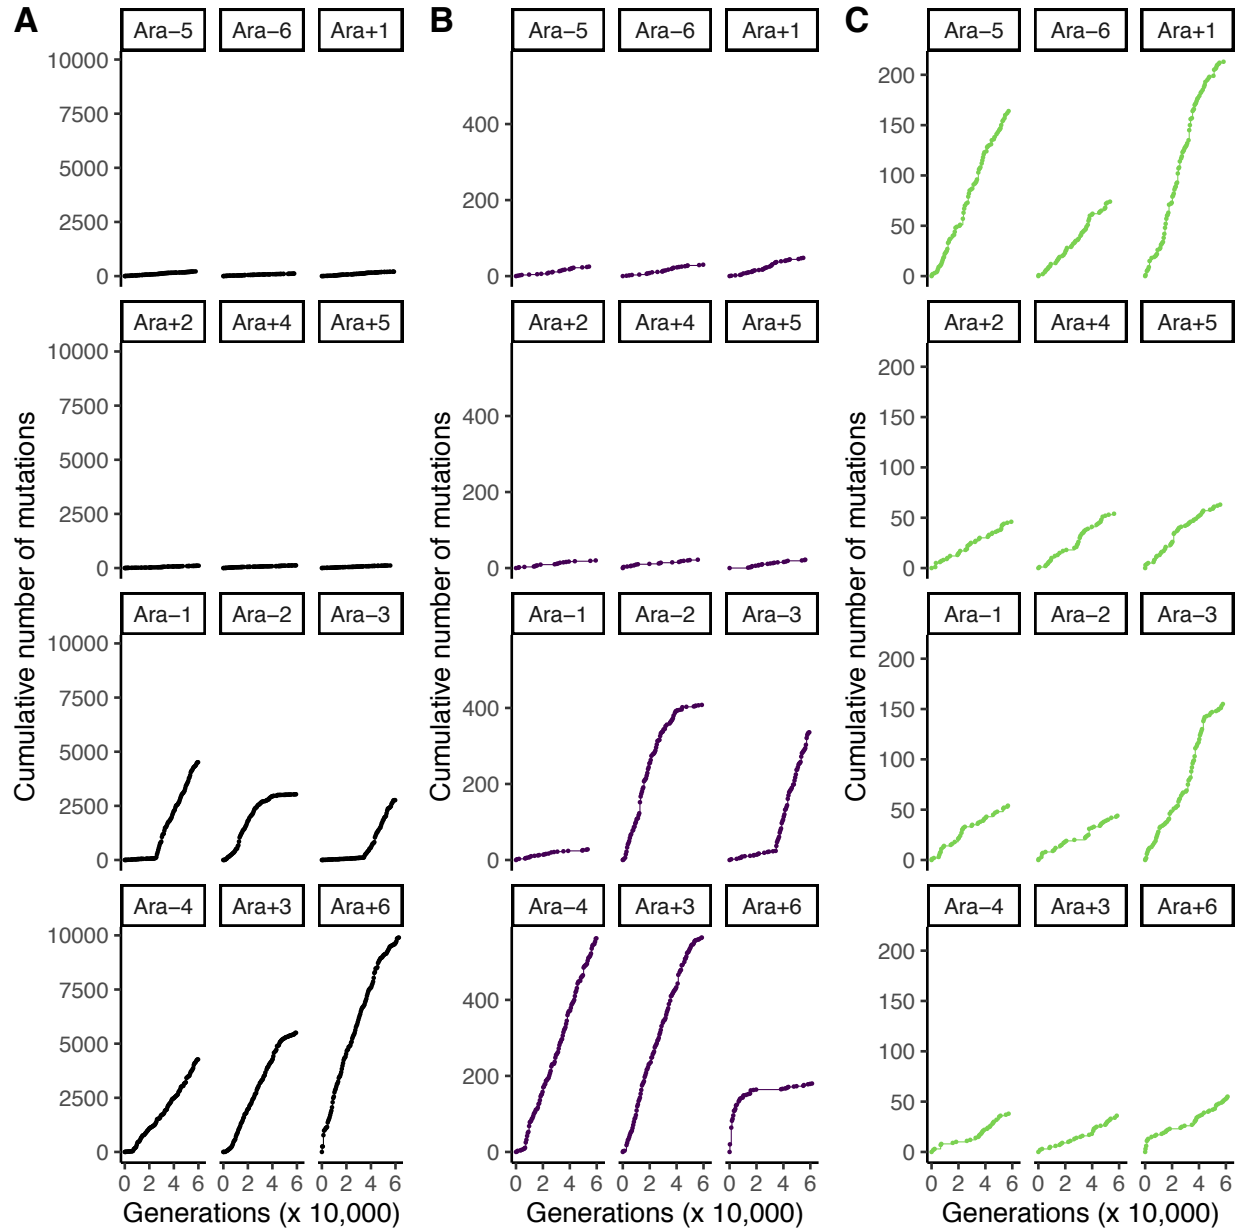 A
Ara−5 Ara−6 Ara+1
10000
7500
5000
2500
0
Ara+2 Ara+4 Ara+5
10000
7500
5000
2500
0
Ara−1 Ara−2 Ara−3
10000
7500
5000
2500
0
Ara−4 Ara+3 Ara+6
10000
7500
5000
2500
0
0 2 4 6 0 2 4 6 0 2 4 6
Cumulative number of mutations
Generations (x 10,000)
B
Ara−5 Ara−6 Ara+1
400
200
0
Ara+2 Ara+4 Ara+5
400
200
0
Ara−1 Ara−2 Ara−3
400
200
0
Ara−4 Ara+3 Ara+6
400
200
0
0 2 4 6 0 2 4 6 0 2 4 6
Cumulative number of mutations
Generations (x 10,000)
C
Ara−5 Ara−6 Ara+1
200
150
100
50
0
Ara+2 Ara+4 Ara+5
200
150
100
50
0
Ara−1 Ara−2 Ara−3
200
150
100
50
0
Ara−4 Ara+3 Ara+6
200
150
100
50
0
0 2 4 6 0 2 4 6 0 2 4 6
Cumulative number of mutations
Generations (x 10,000)